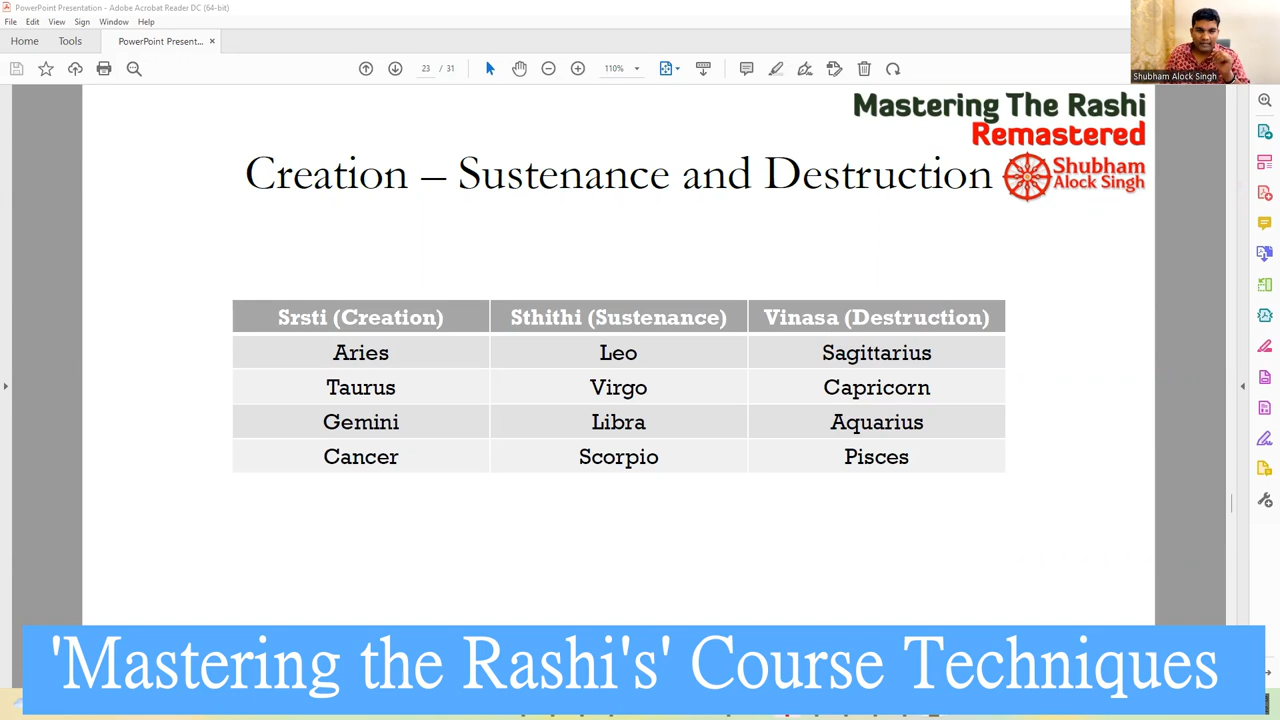 PowerPoint Presentation - Adobe Acrobat Reader DC (64-bit)
File Edit View Sign Window Help
Home Tools PowerPoint Present... ×
23 / 31 110%
Shubham Alock Singh
Mastering The Rashi
Remastered
Shubham
Alock Singh
Creation – Sustenance and Destruction
Srsti (Creation) Sthithi (Sustenance) Vinasa (Destruction)
Aries Leo Sagittarius
Taurus Virgo Capricorn
Gemini Libra Aquarius
Cancer Scorpio Pisces
'Mastering the Rashi's' Course Techniques